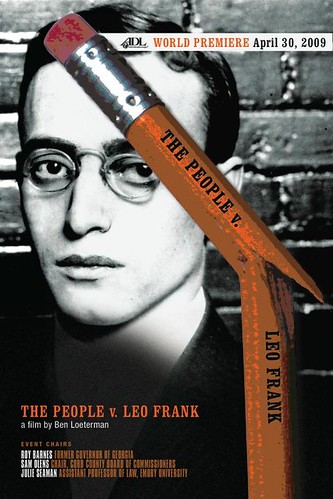 ADL WORLD PREMIERE April 30, 2009
THE PEOPLE v.
LEO FRANK
THE PEOPLE v. LEO FRANK
a film by Ben Loeterman
EVENT CHAIRS
ROY BARNES FORMER GOVERNOR OF GEORGIA
SAM OLENS CHAIR, COBB COUNTY BOARD OF COMMISSIONERS
JULIE SEAMAN ASSISTANT PROFESSOR OF LAW, EMORY UNIVERSITY